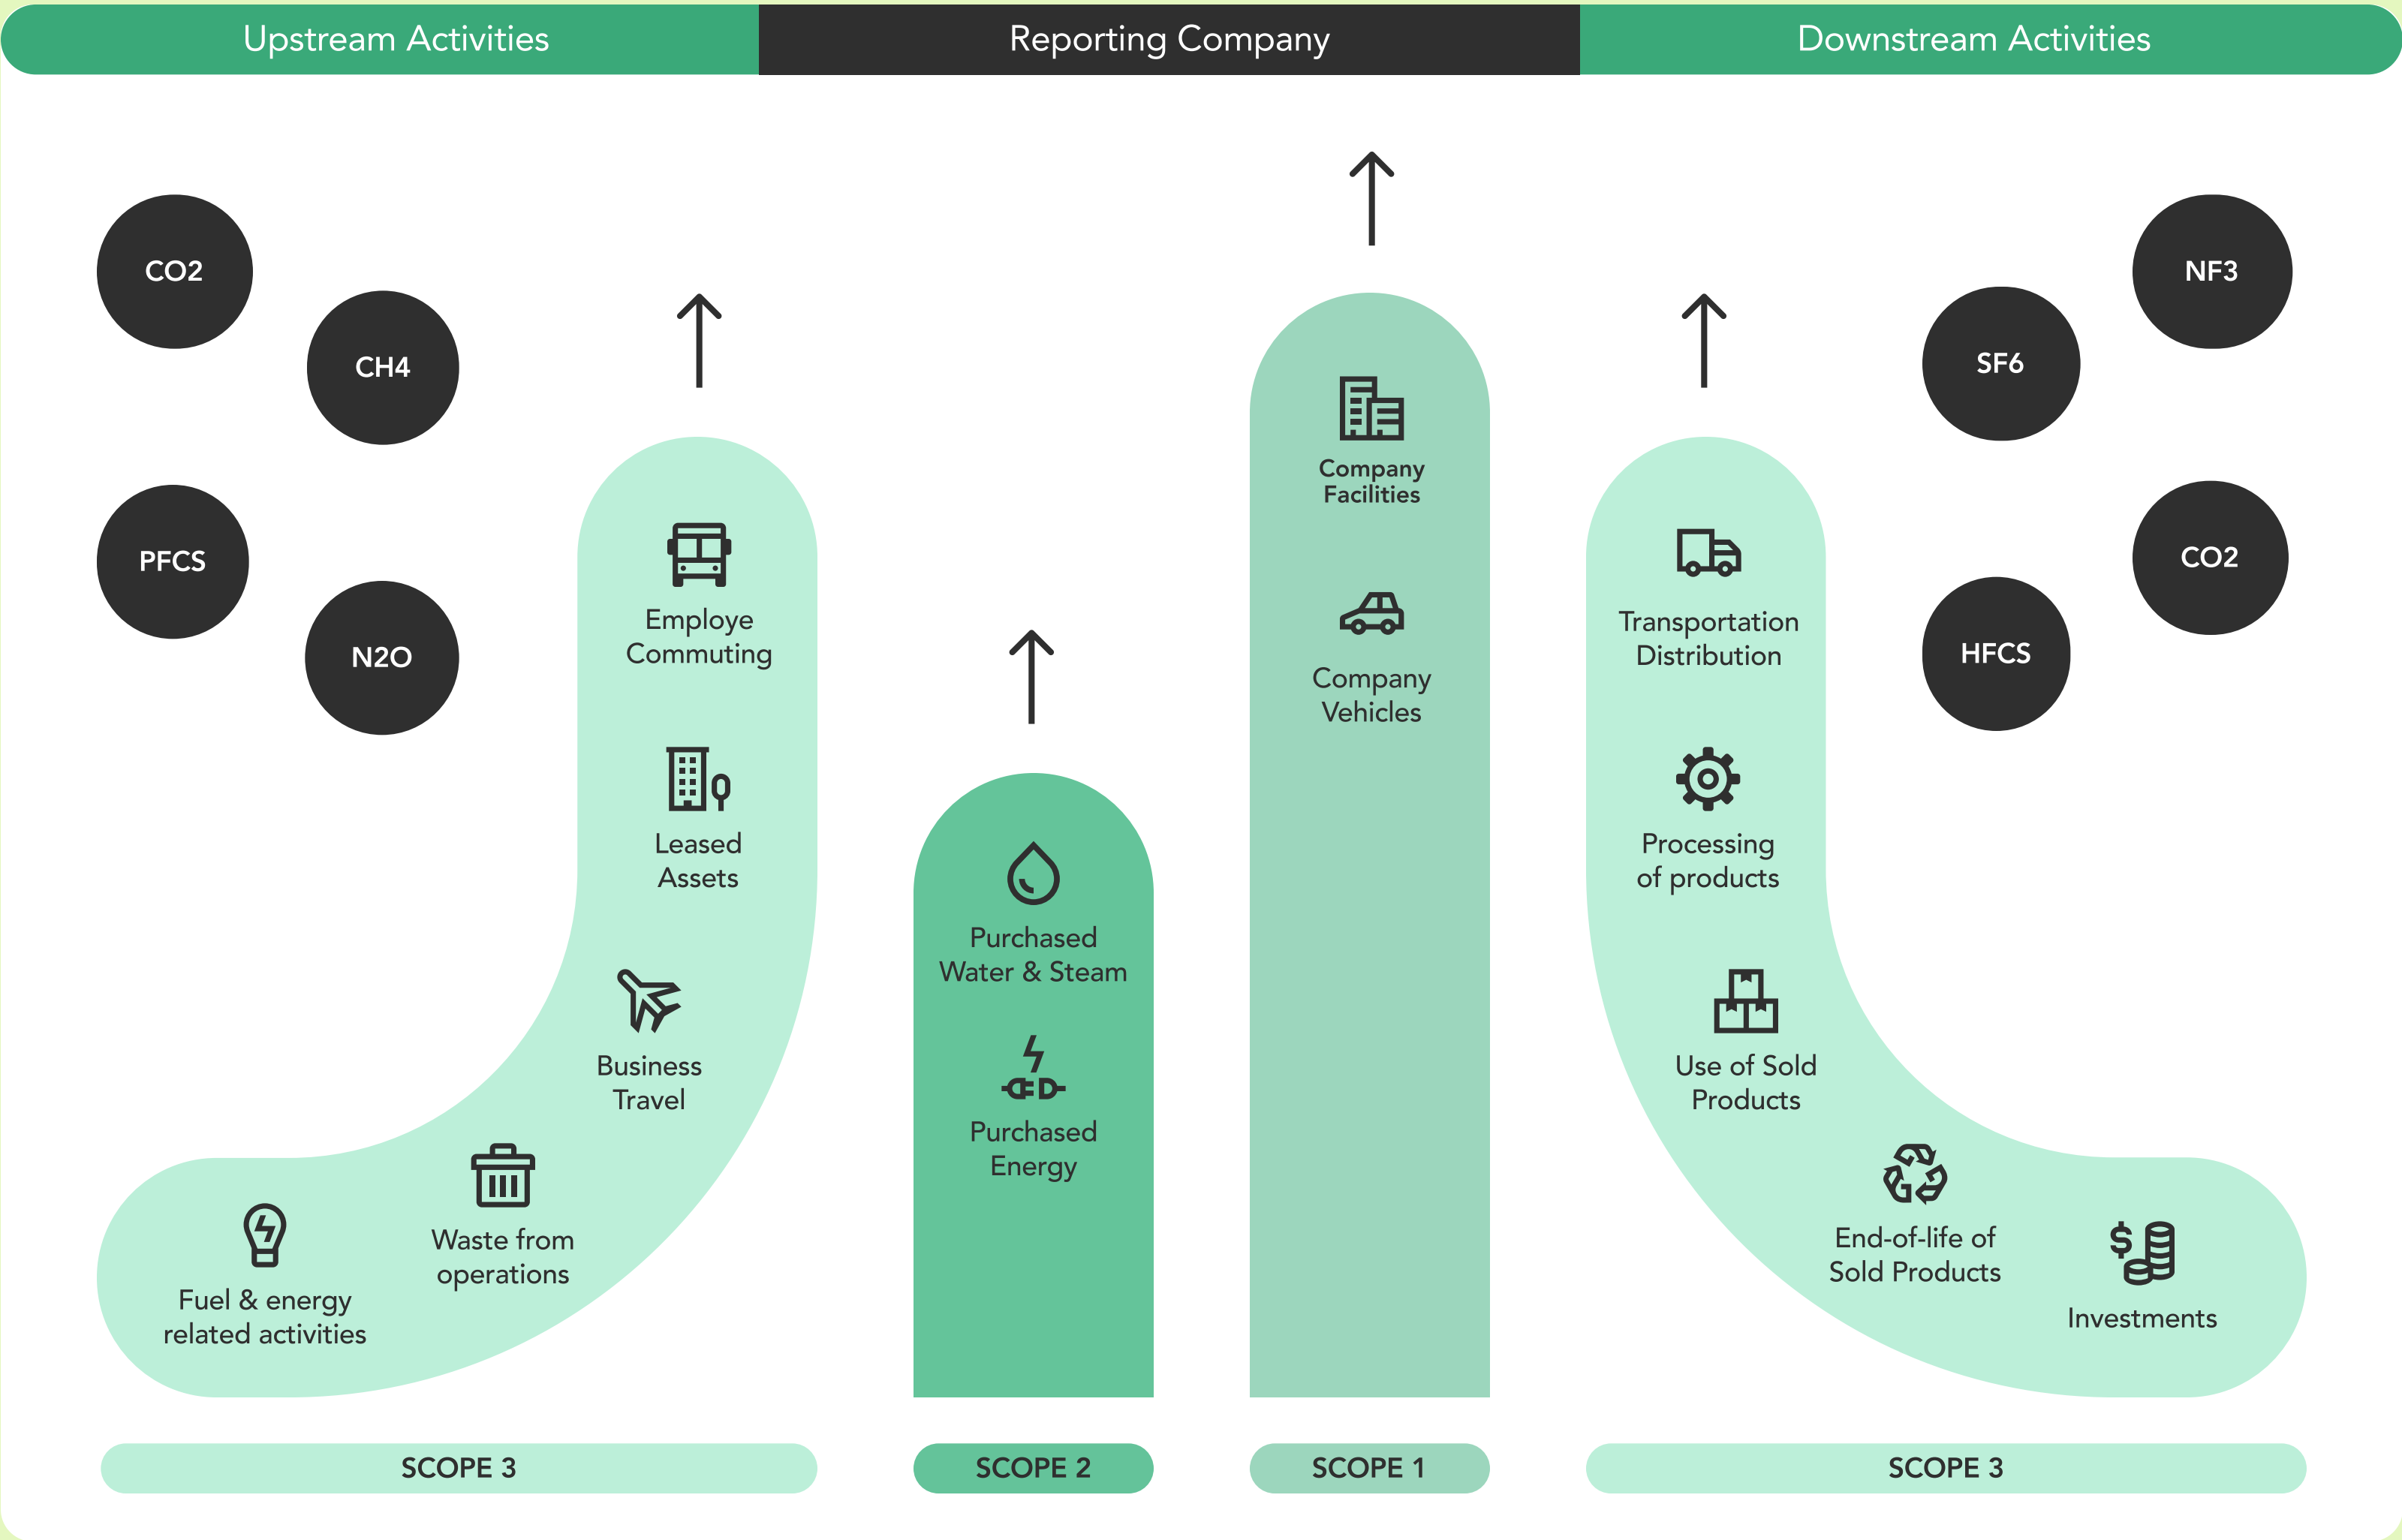 Upstream Activities
Reporting Company
Downstream Activities
CO2
CH4
PFCS
N2O
NF3
SF6
CO2
HFCS
Employe
Commuting
Leased
Assets
Business
Travel
Waste from
operations
Fuel & energy
related activities
Purchased
Water & Steam
Purchased
Energy
Company
Facilities
Company
Vehicles
Transportation
Distribution
Processing
of products
Use of Sold
Products
End-of-life of
Sold Products
Investments
SCOPE 3
SCOPE 2
SCOPE 1
SCOPE 3